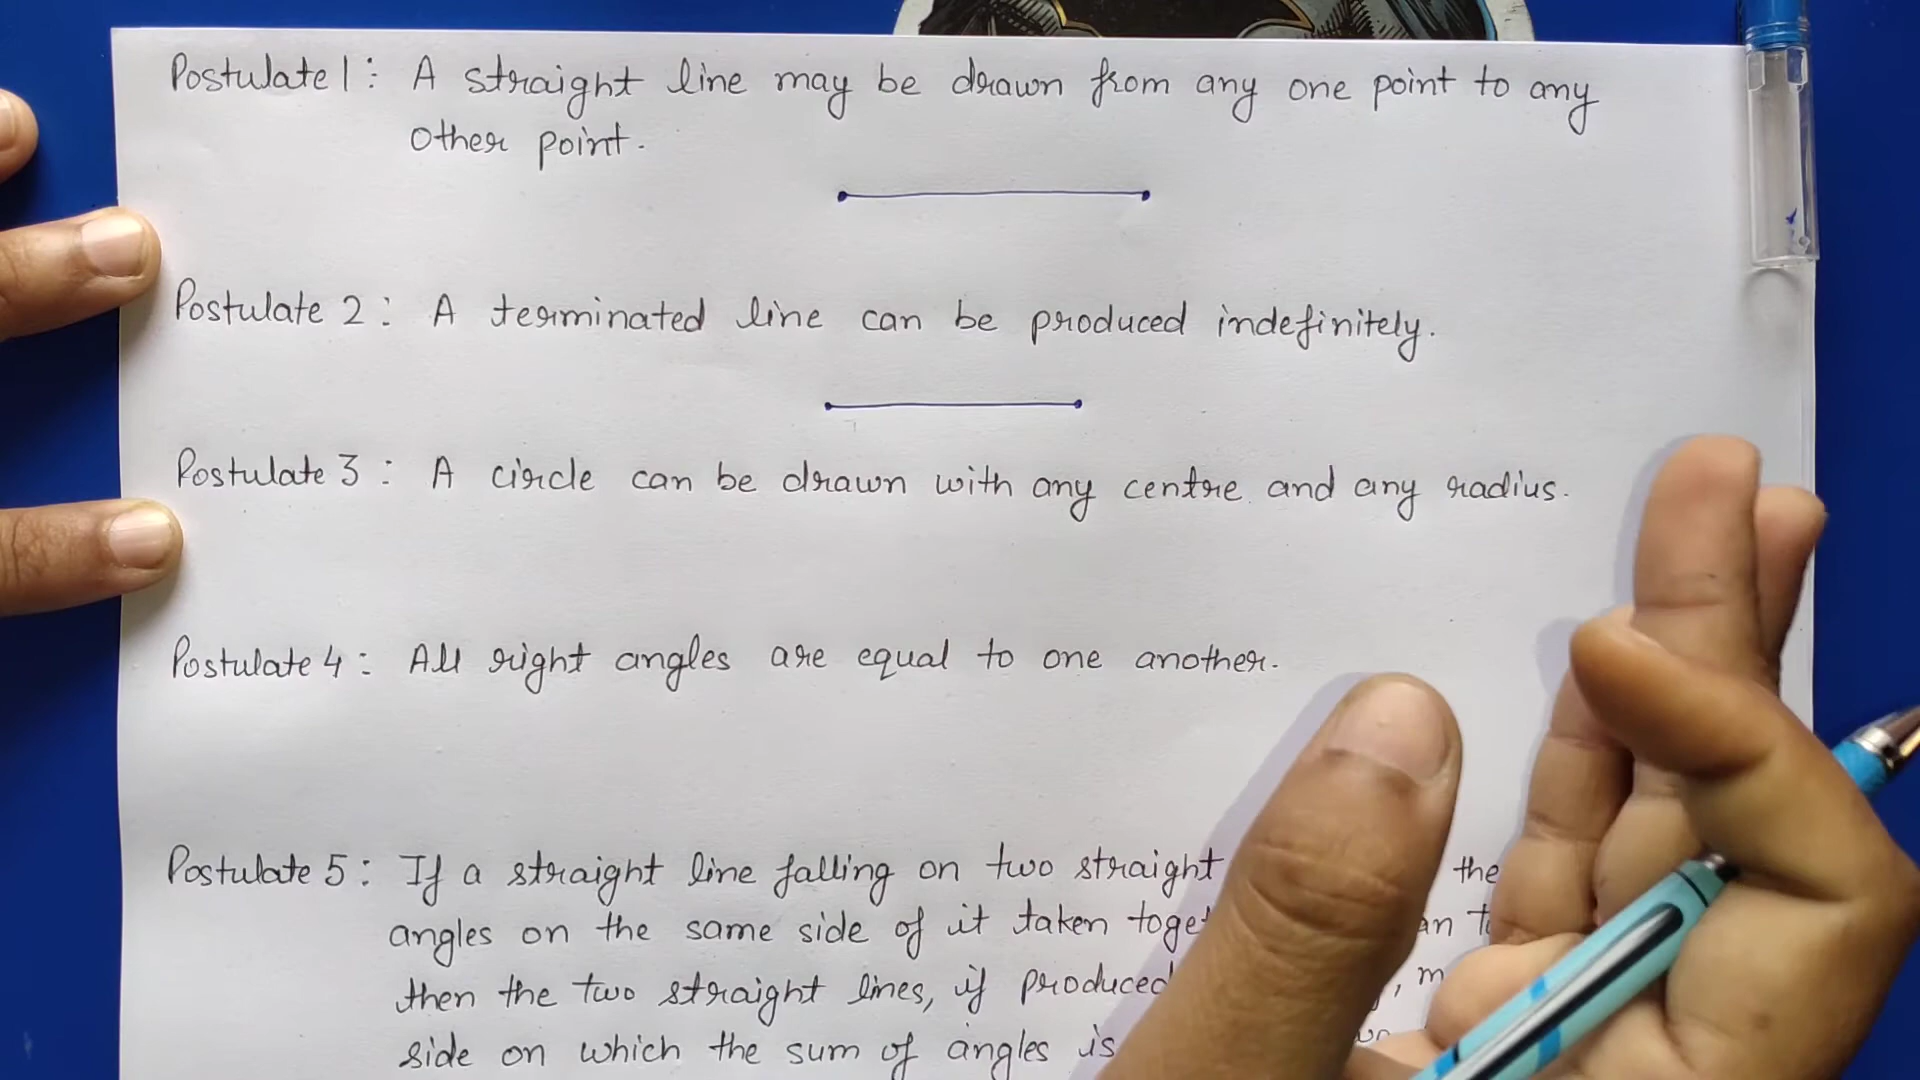 Postulate 1: A straight line may be drawn from any one point to any
other point.
Postulate 2: A terminated line can be produced indefinitely.
Postulate 3: A circle can be drawn with any centre and any radius.
Postulate 4: All right angles are equal to one another.
Postulate 5: If a straight line falling on two straight the
angles on the same side of it taken
then the two straight lines, if produced
side on which the sum of angles is